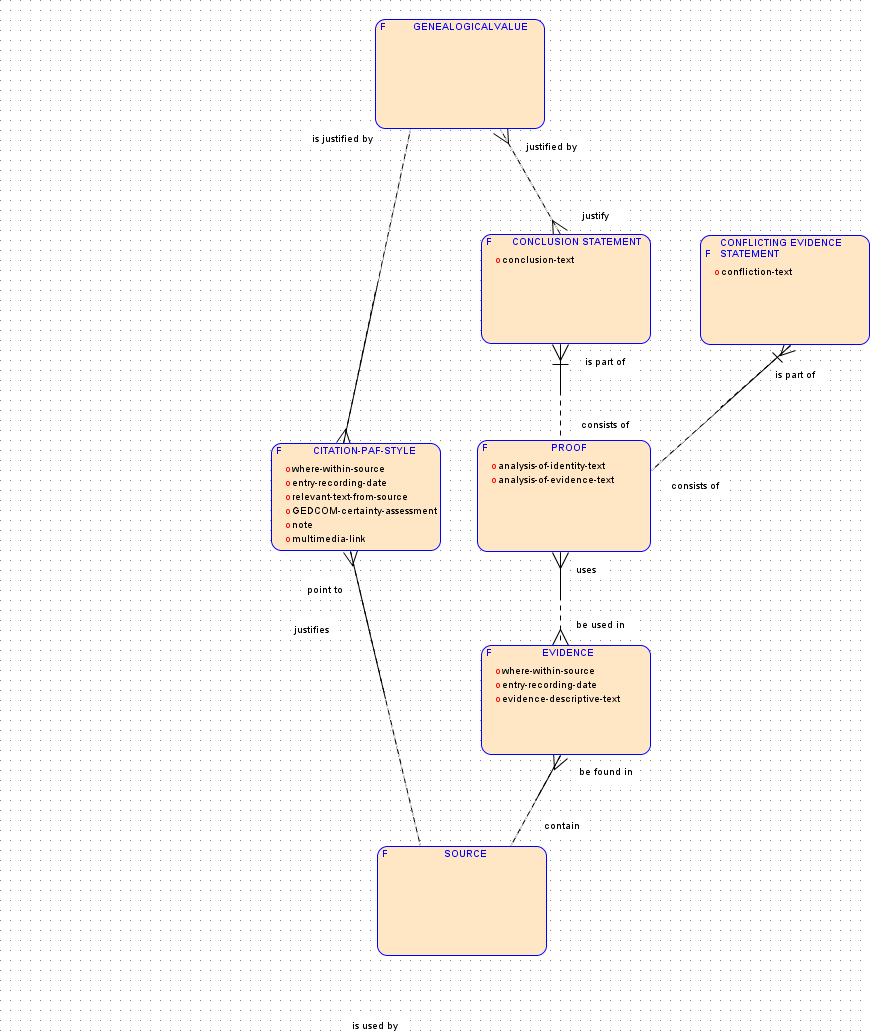 F GENEALOGICALVALUE
is justified by
justified by
justify
F CONCLUSION STATEMENT
o conclusion-text
CONFLICTING EVIDENCE
F STATEMENT
o confliction-text
is part of
is part of
consists of
F CITATION-PAF-STYLE
o where-within-source
o entry-recording-date
o relevant-text-from-source
o GEDCOM-certainty-assessment
o note
o multimedia-link
F PROOF
o analysis-of-identity-text
o analysis-of-evidence-text
consists of
uses
point to
be used in
justifies
F EVIDENCE
o where-within-source
o entry-recording-date
o evidence-descriptive-text
be found in
contain
F SOURCE
is used by